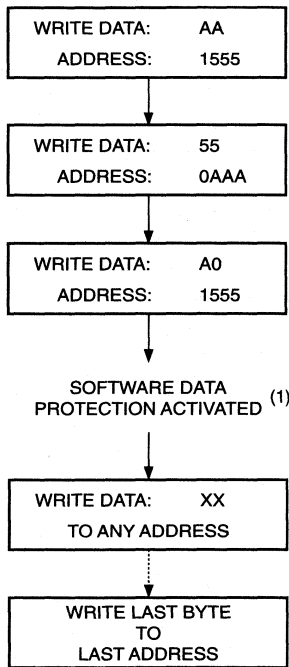 WRITE DATA: AA
ADDRESS: 1555
WRITE DATA: 55
ADDRESS: 0AAA
WRITE DATA: A0
ADDRESS: 1555
SOFTWARE DATA
PROTECTION ACTIVATED (1)
WRITE DATA: XX
TO ANY ADDRESS
WRITE LAST BYTE
TO
LAST ADDRESS